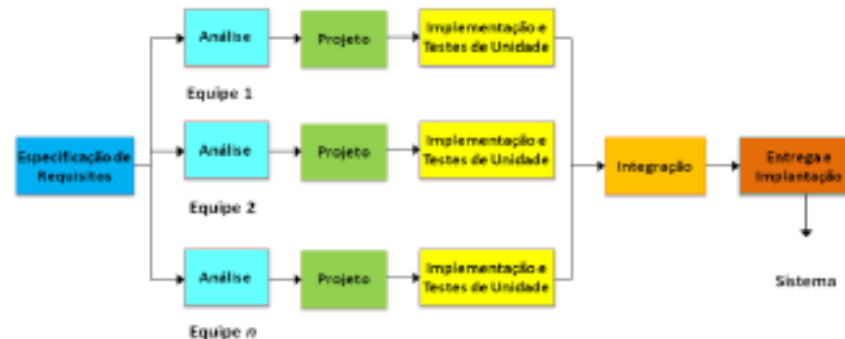 Análise
Projeto
Implementação e
Testes de Unidade
Equipe 1
Especificação de
Requisitos
Análise
Projeto
Implementação e
Testes de Unidade
Equipe 2
Integração
Entrega e
Implantação
Análise
Projeto
Implementação e
Testes de Unidade
Equipe n
Sistema